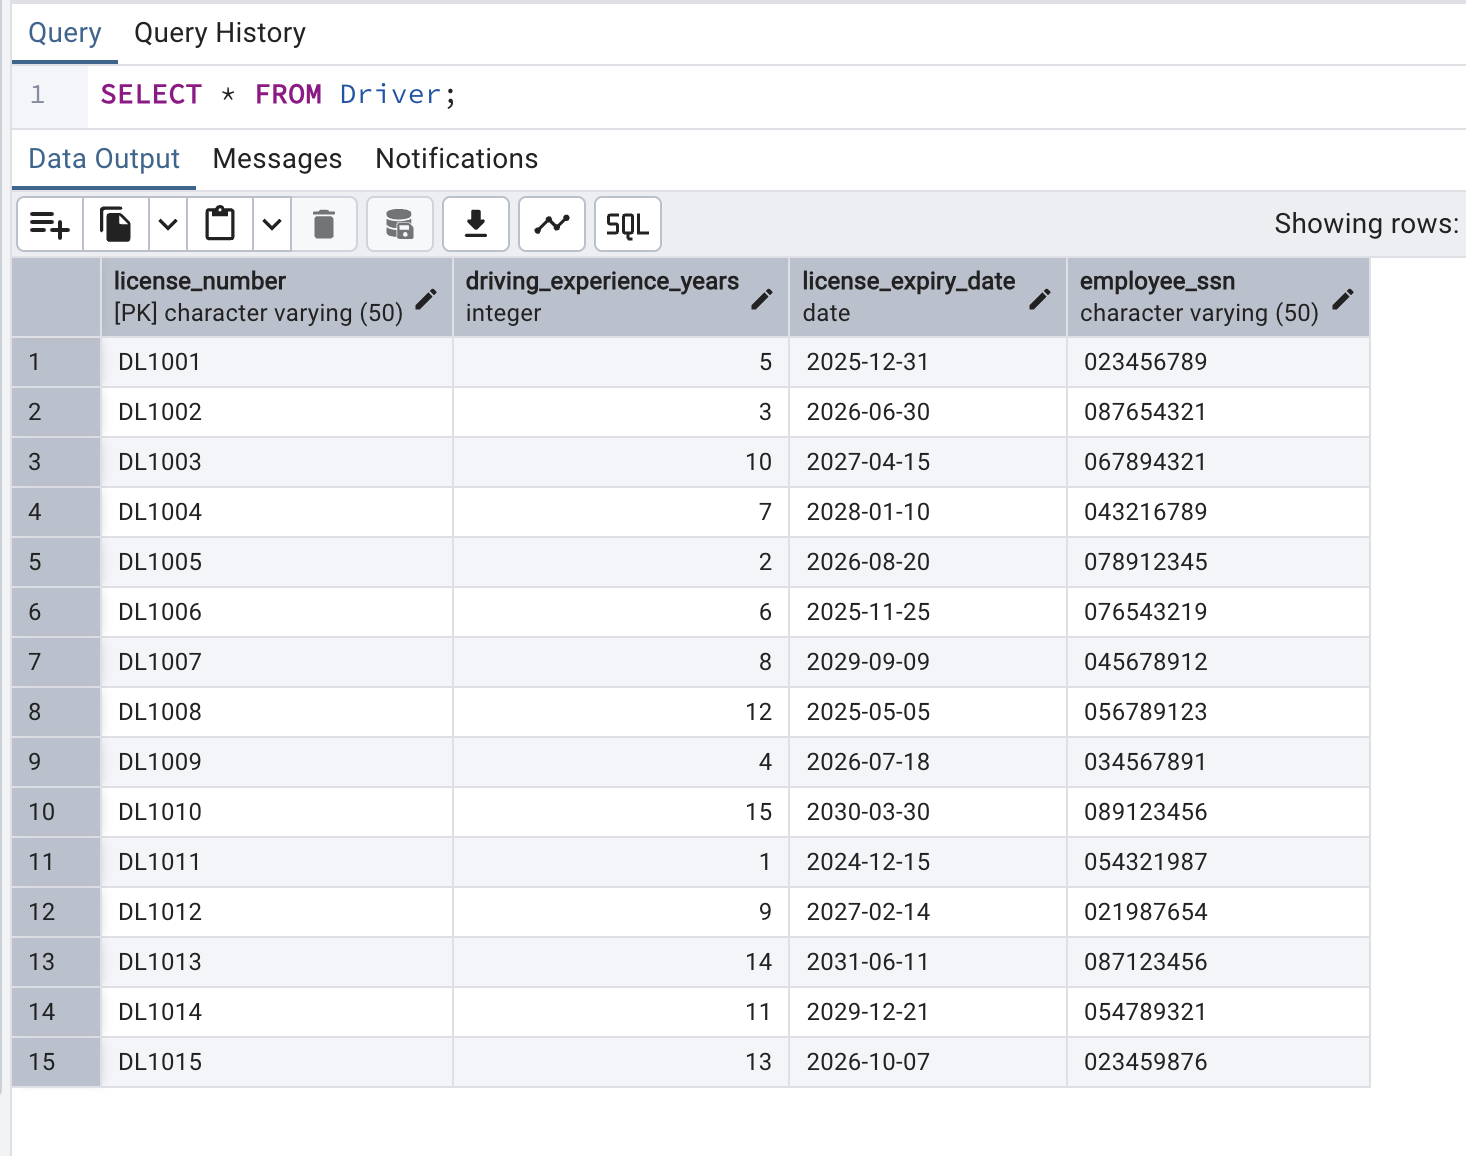 Query Query History
1 SELECT * FROM Driver;
Data Output Messages Notifications
SQL Showing rows:
license_number driving_experience_years license_expiry_date employee_ssn
[PK] character varying (50) integer date character varying (50)
1 DL1001 5 2025-12-31 023456789
2 DL1002 3 2026-06-30 087654321
3 DL1003 10 2027-04-15 067894321
4 DL1004 7 2028-01-10 043216789
5 DL1005 2 2026-08-20 078912345
6 DL1006 6 2025-11-25 076543219
7 DL1007 8 2029-09-09 045678912
8 DL1008 12 2025-05-05 056789123
9 DL1009 4 2026-07-18 034567891
10 DL1010 15 2030-03-30 089123456
11 DL1011 1 2024-12-15 054321987
12 DL1012 9 2027-02-14 021987654
13 DL1013 14 2031-06-11 087123456
14 DL1014 11 2029-12-21 054789321
15 DL1015 13 2026-10-07 023459876